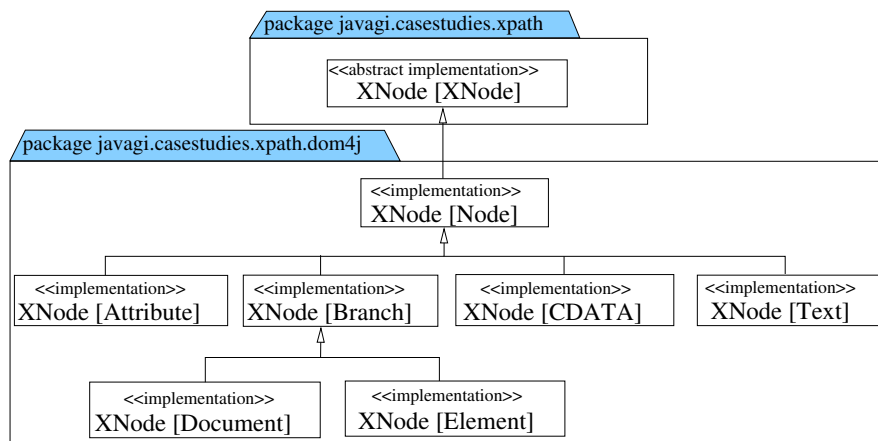 package javagi.casestudies.xpath
<<abstract implementation>>
XNode [XNode]
package javagi.casestudies.xpath.dom4j
<<implementation>>
XNode [Node]
<<implementation>>
XNode [Attribute]
<<implementation>>
XNode [Branch]
<<implementation>>
XNode [CDATA]
<<implementation>>
XNode [Text]
<<implementation>>
XNode [Document]
<<implementation>>
XNode [Element]